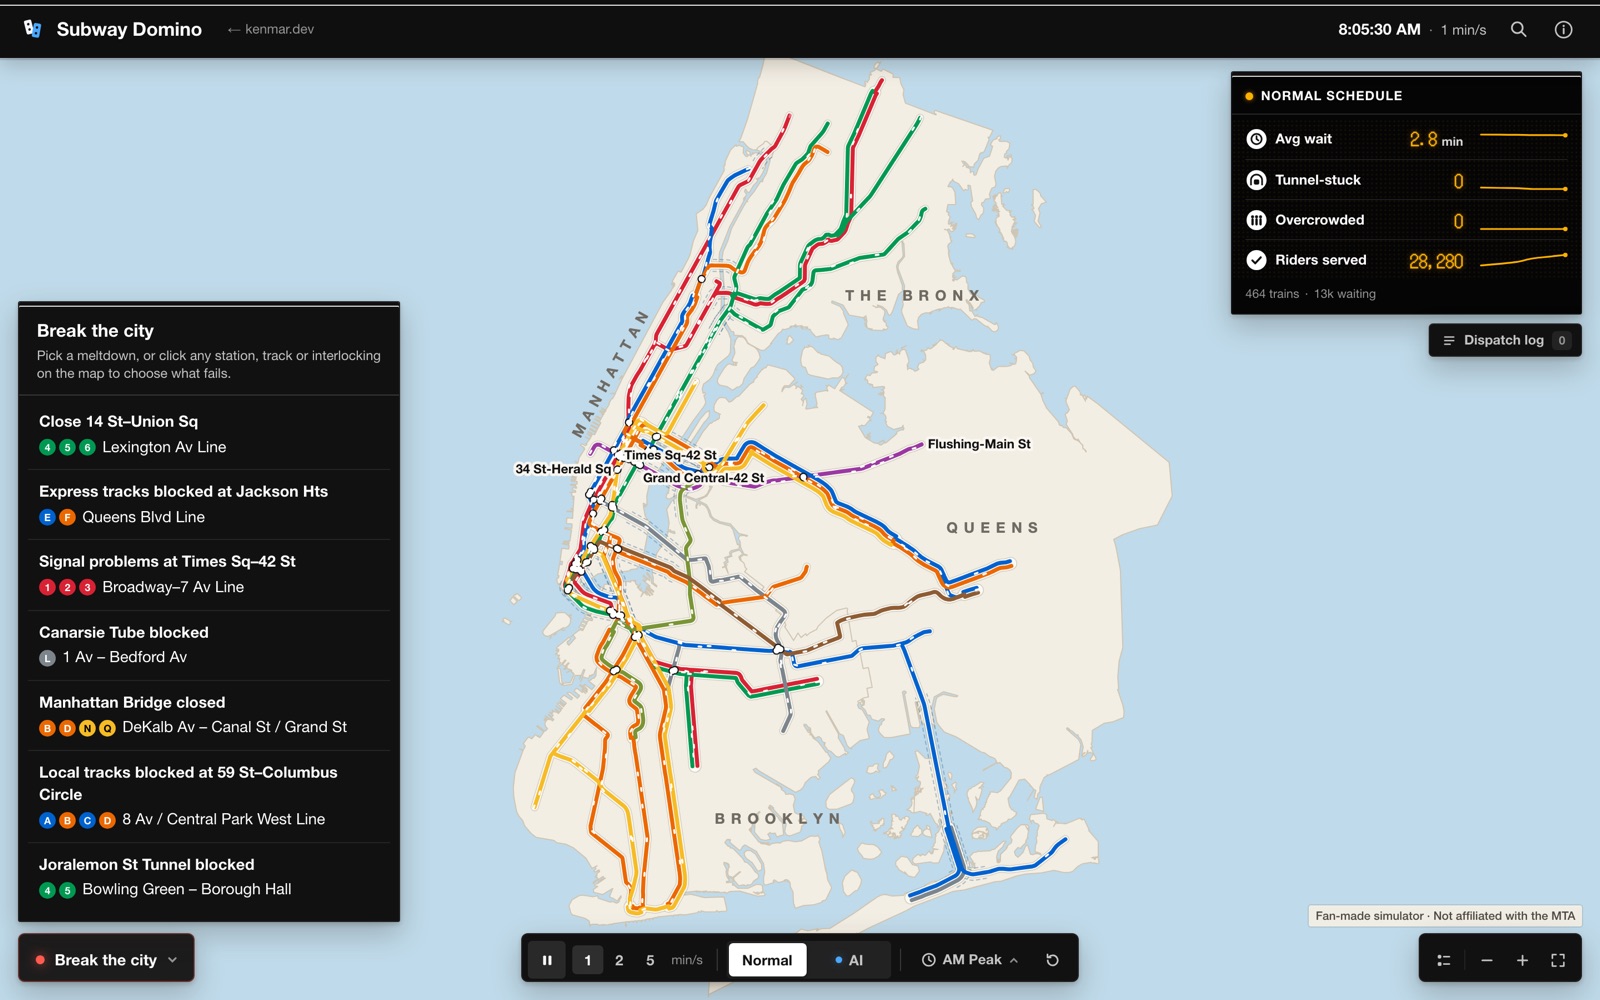 Subway Domino
← kenmar.dev
8:05:30 AM · 1 min/s
NORMAL SCHEDULE
Avg wait 2.8 min
Tunnel-stuck 0
Overcrowded 0
Riders served 28,280
464 trains · 13k waiting
Dispatch log 0
Break the city
Pick a meltdown, or click any station, track or interlocking
on the map to choose what fails.
Close 14 St–Union Sq
4 5 6 Lexington Av Line
Express tracks blocked at Jackson Hts
E F Queens Blvd Line
Signal problems at Times Sq–42 St
1 2 3 Broadway–7 Av Line
Canarsie Tube blocked
L 1 Av – Bedford Av
Manhattan Bridge closed
B D N Q DeKalb Av – Canal St / Grand St
Local tracks blocked at 59 St–Columbus
Circle
A B C D 8 Av / Central Park West Line
Joralemon St Tunnel blocked
4 5 Bowling Green – Borough Hall
Break the city
THE BRONX
MANHATTAN
Flushing-Main St
Times Sq-42 St
34 St-Herald Sq
Grand Central-42 St
QUEENS
BROOKLYN
Fan-made simulator · Not affiliated with the MTA
1 2 5 min/s Normal AI AM Peak